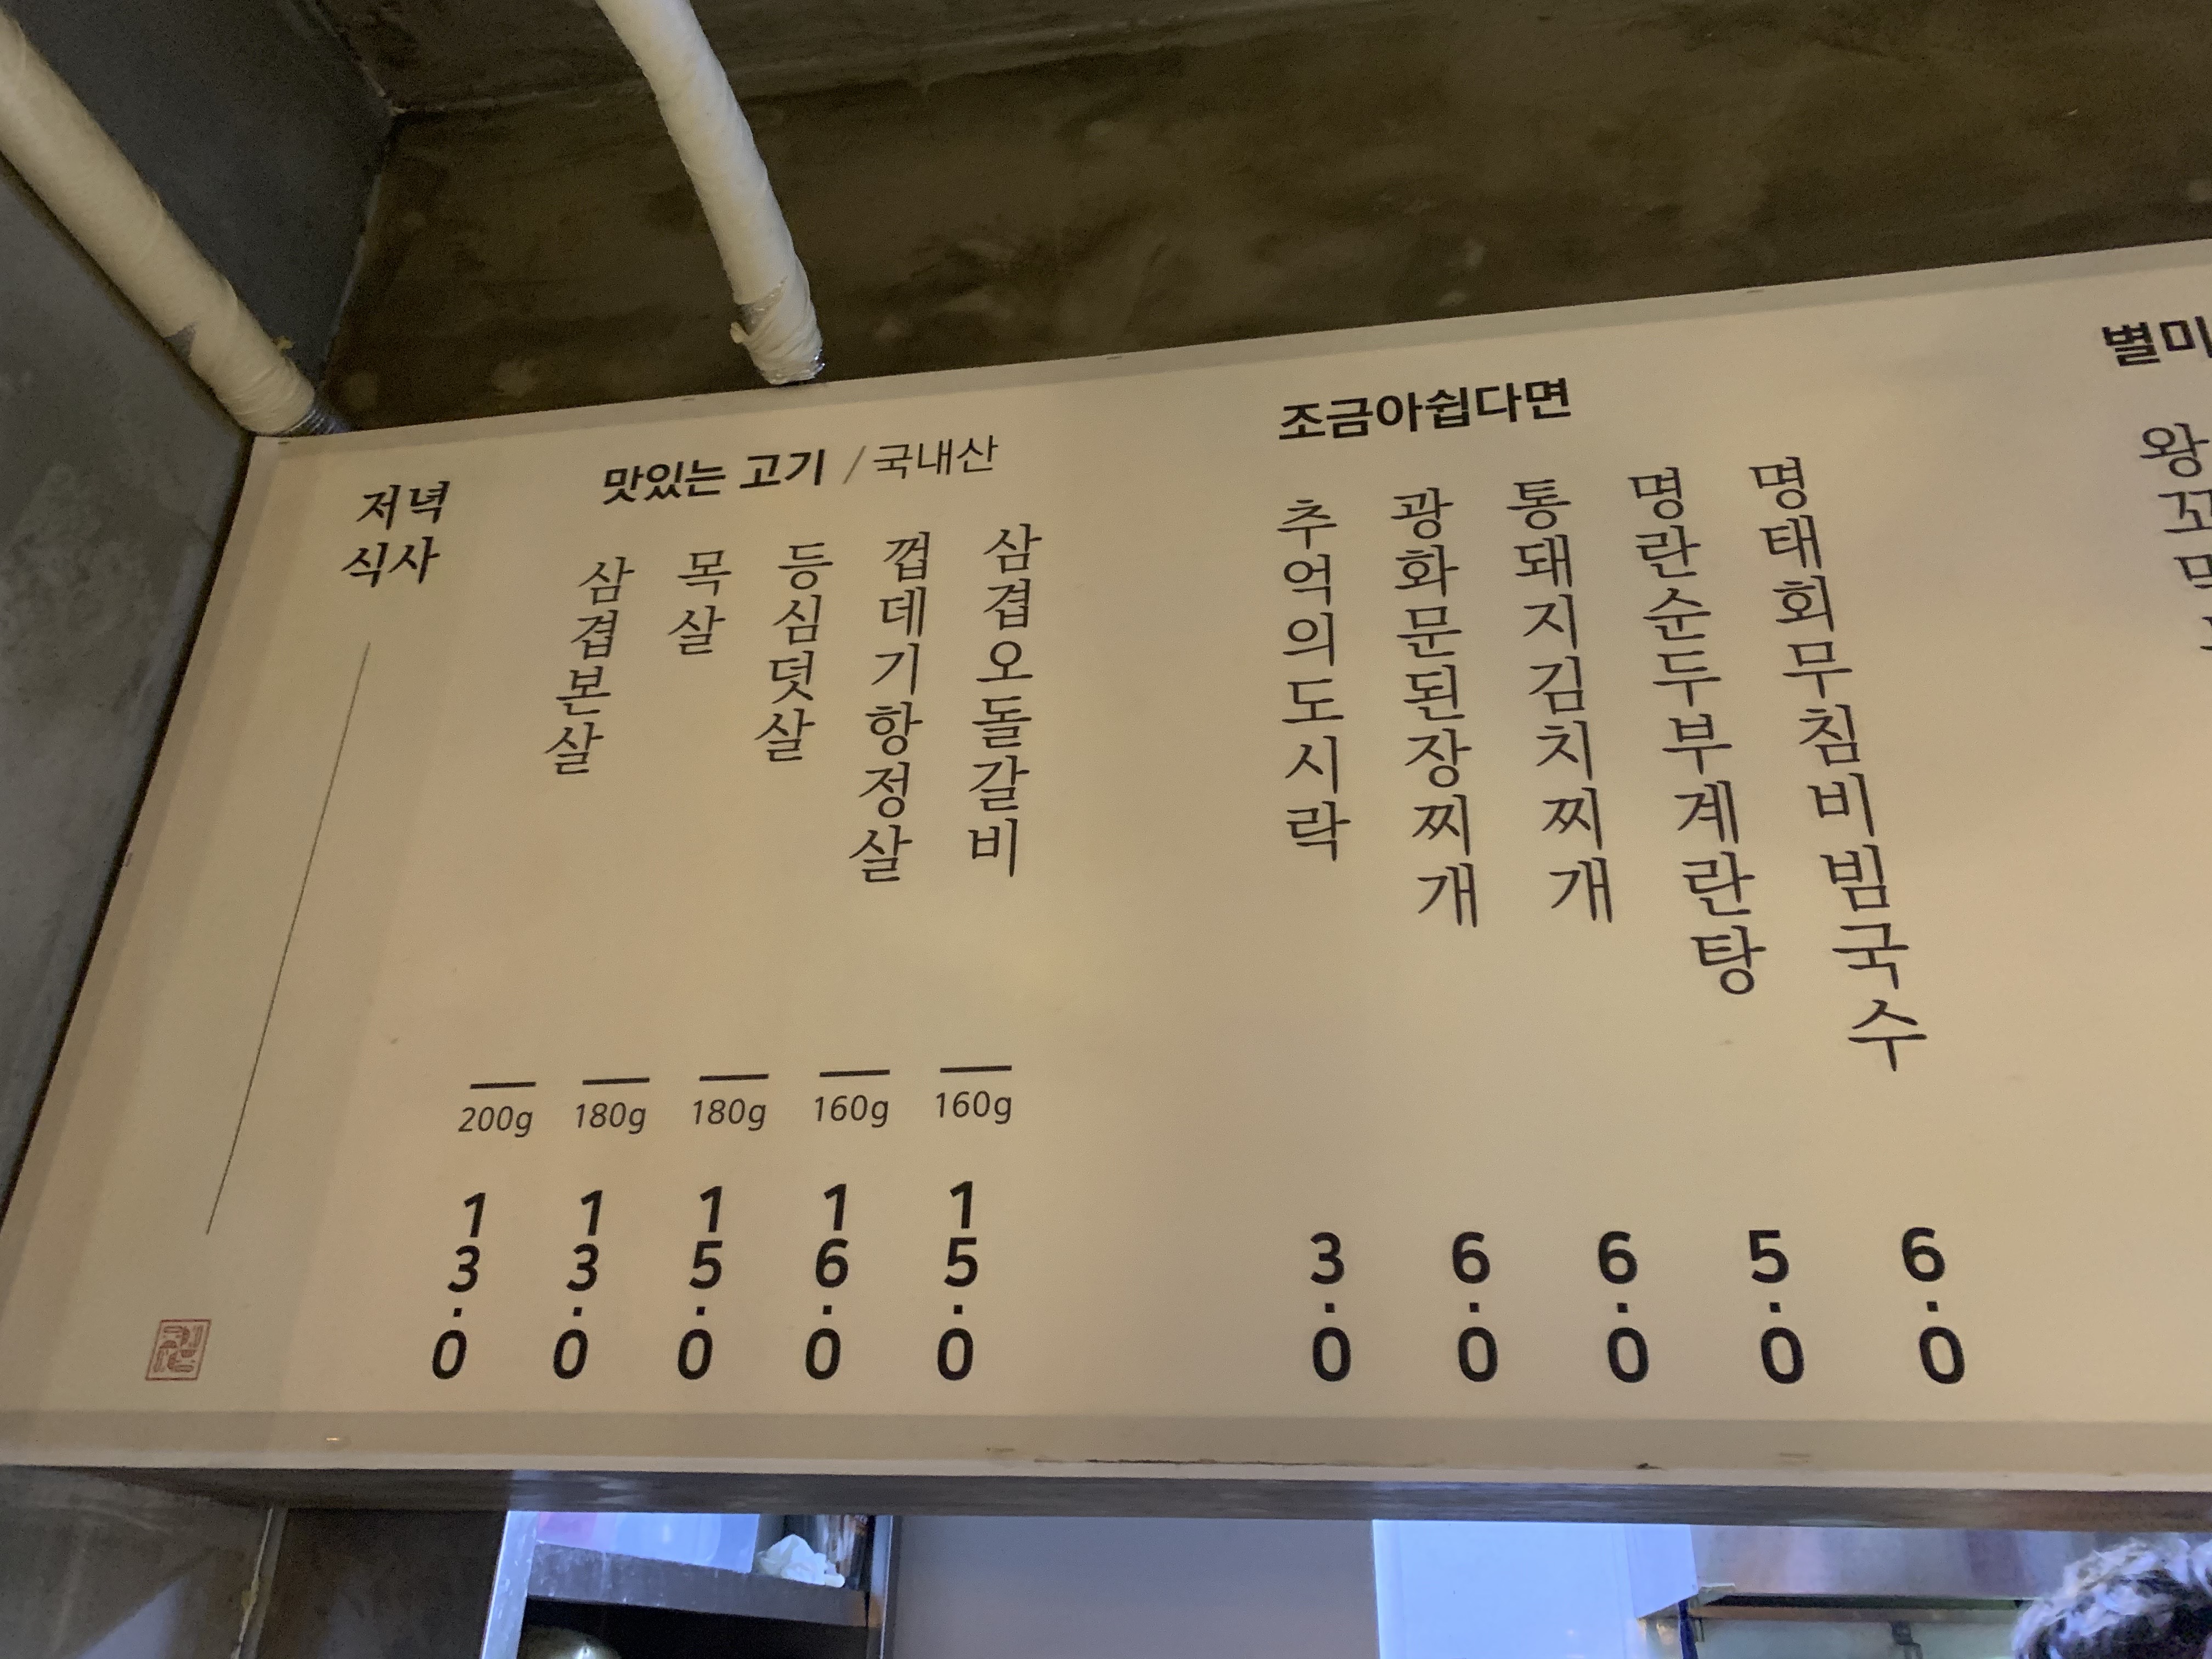 저녁
식사
맛있는 고기 / 국내산
삼겹본살
200g
13.0
목살
180g
13.0
등심덧살
180g
15.0
껍데기항정살
160g
16.0
삼겹오돌갈비
160g
15.0
조금아쉽다면
추억의도시락
3.0
광화문된장찌개
6.0
통돼지김치찌개
6.0
명란순두부계란탕
5.0
명태회무침비빔국수
6.0
별미
왕